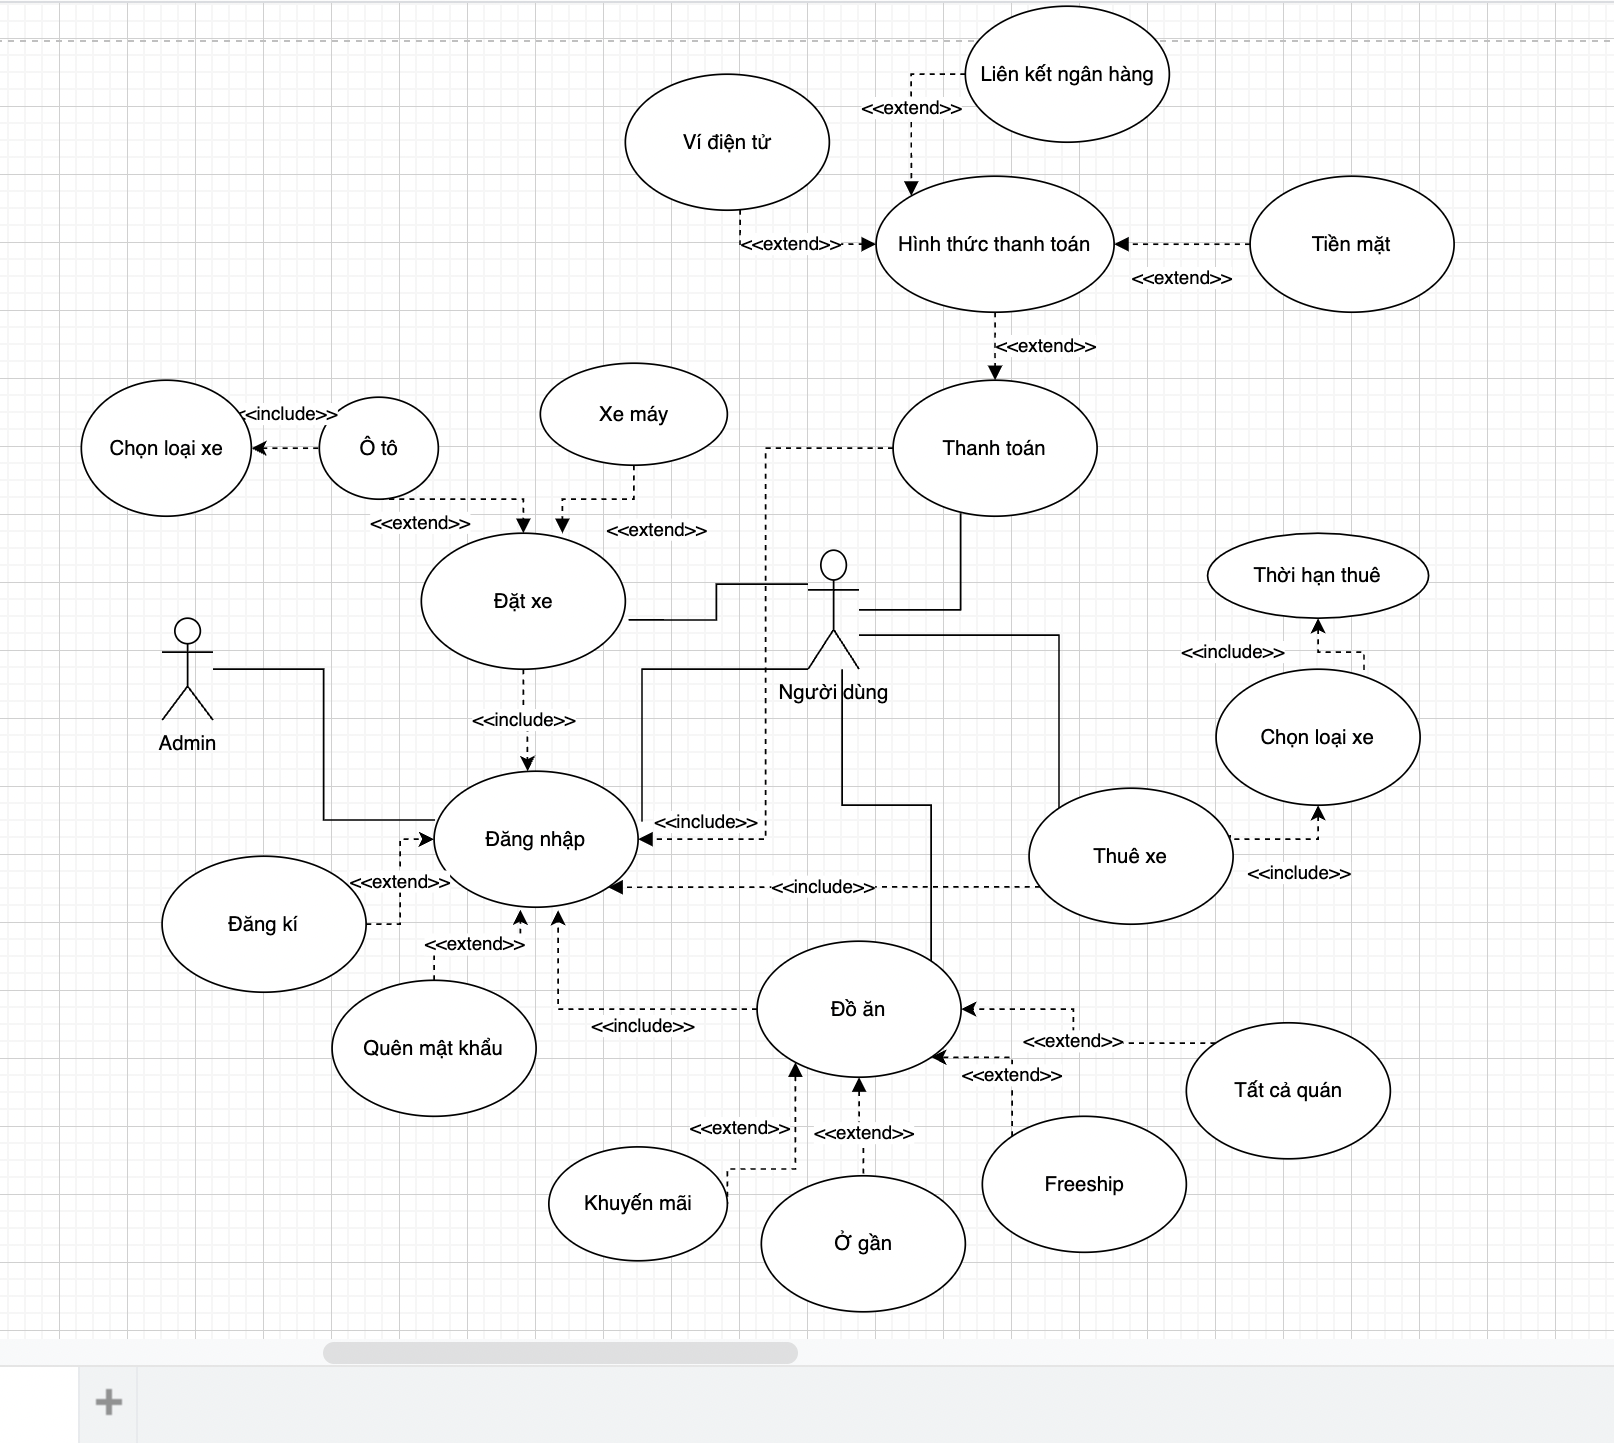 Liên kết ngân hàng
<<extend>>
Ví điện tử
<<extend>>
Hình thức thanh toán
Tiền mặt
<<extend>>
<<extend>>
Chọn loại xe
<<include>>
Ô tô
Xe máy
Thanh toán
<<extend>>
<<extend>>
Đặt xe
Thời hạn thuê
<<include>>
Người dùng
Admin
<<include>>
Chọn loại xe
<<include>>
Đăng nhập
Thuê xe
<<include>>
<<extend>>
<<include>>
Đăng kí
<<extend>>
Đồ ăn
<<include>>
Quên mật khẩu
<<extend>>
<<extend>>
Tất cả quán
<<extend>>
<<extend>>
Freeship
Khuyến mãi
Ở gần